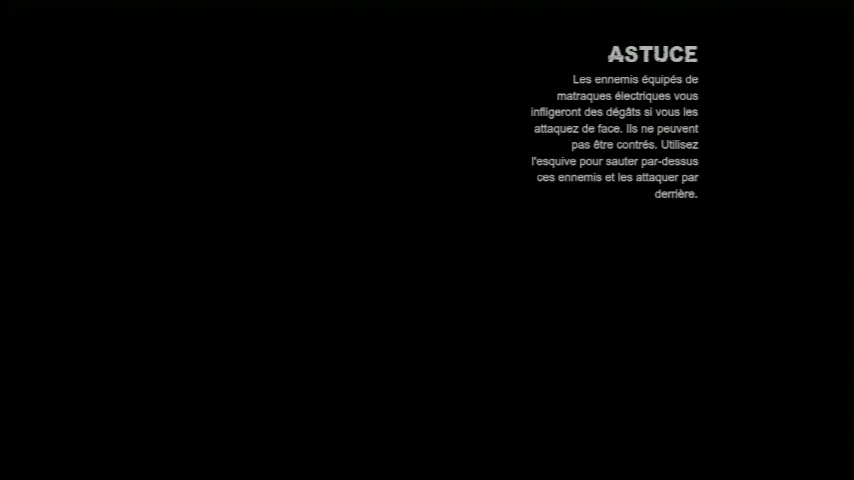 ASTUCE
Les ennemis équipés de
matraques électriques vous
infligeront des dégâts si vous les
attaquez de face. Ils ne peuvent
pas être contrés. Utilisez
l'esquive pour sauter par-dessus
ces ennemis et les attaquer par
derrière.